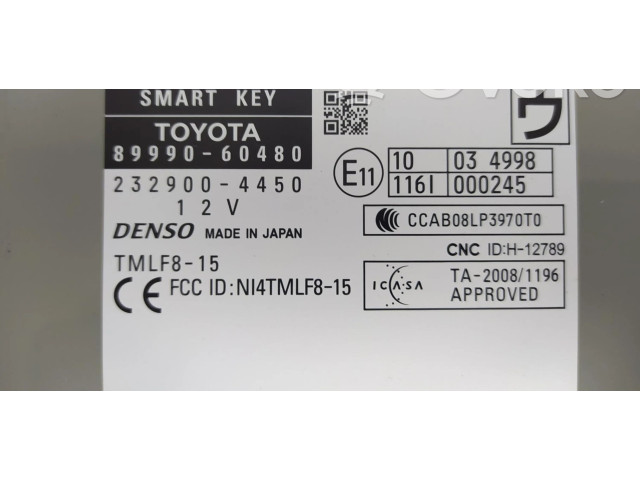 SMART KEY
TOYOTA
89990-60480
232900-4450
12V
DENSO MADE IN JAPAN
TMLF8-15
CE FCC ID:NI4TMLF8-15
ワ
E11
10 03 4998
116I 000245
CCAB08LP3970T0
CNC ID:H-12789
ICASA TA-2008/1196
APPROVED